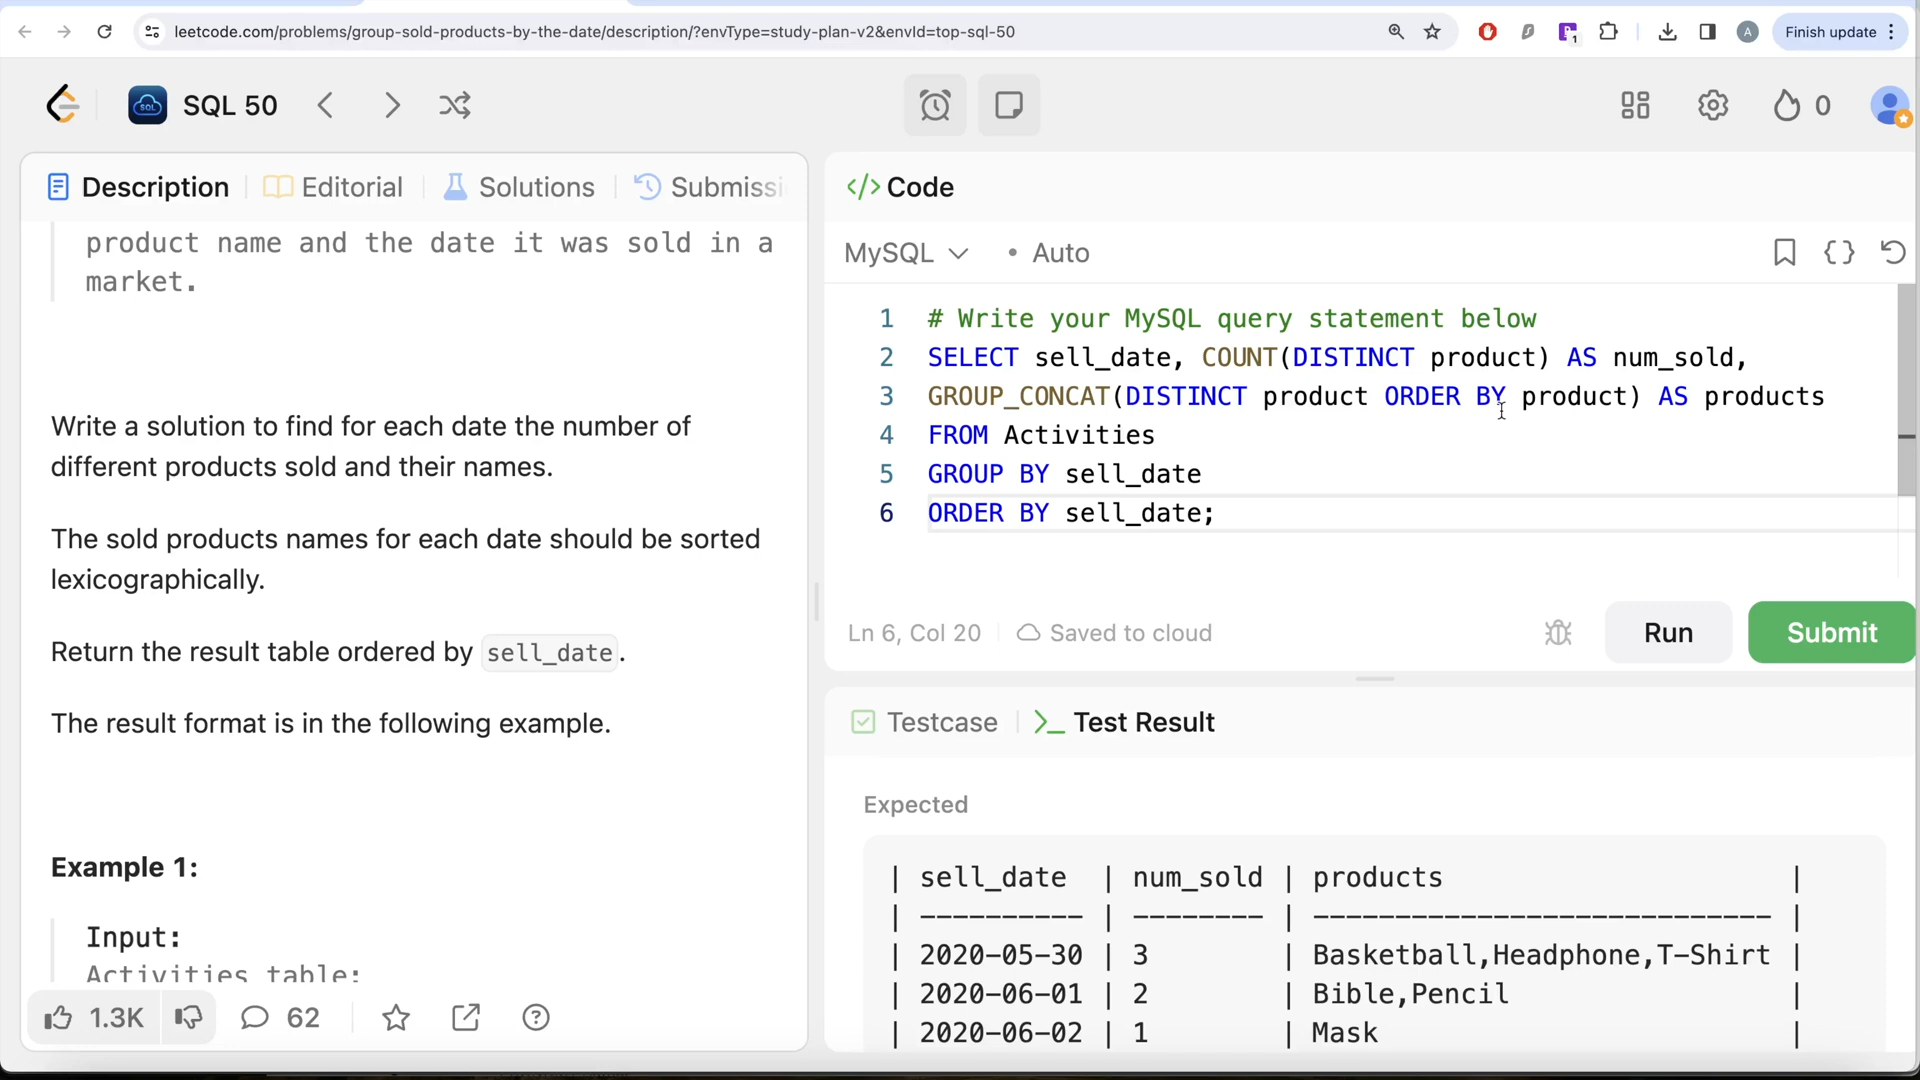 leetcode.com/problems/group-sold-products-by-the-date/description/?envType=study-plan-v2&envId=top-sql-50
1
A
Finish update
SQL
SQL 50
0
Description
Editorial
Solutions
Submissi
product name and the date it was sold in a
market.
Write a solution to find for each date the number of
different products sold and their names.
The sold products names for each date should be sorted
lexicographically.
Return the result table ordered by sell_date.
The result format is in the following example.
Example 1:
Input:
Activities table:
1.3K
62
</> Code
MySQL
• Auto
1 # Write your MySQL query statement below
2 SELECT sell_date, COUNT(DISTINCT product) AS num_sold,
3 GROUP_CONCAT(DISTINCT product ORDER BY product) AS products
4 FROM Activities
5 GROUP BY sell_date
6 ORDER BY sell_date;
Ln 6, Col 20
Saved to cloud
Run
Submit
Testcase
>_ Test Result
Expected
| sell_date | num_sold | products |
| ---------- | -------- | ---------------------------- |
| 2020-05-30 | 3 | Basketball,Headphone,T-Shirt |
| 2020-06-01 | 2 | Bible,Pencil |
| 2020-06-02 | 1 | Mask |